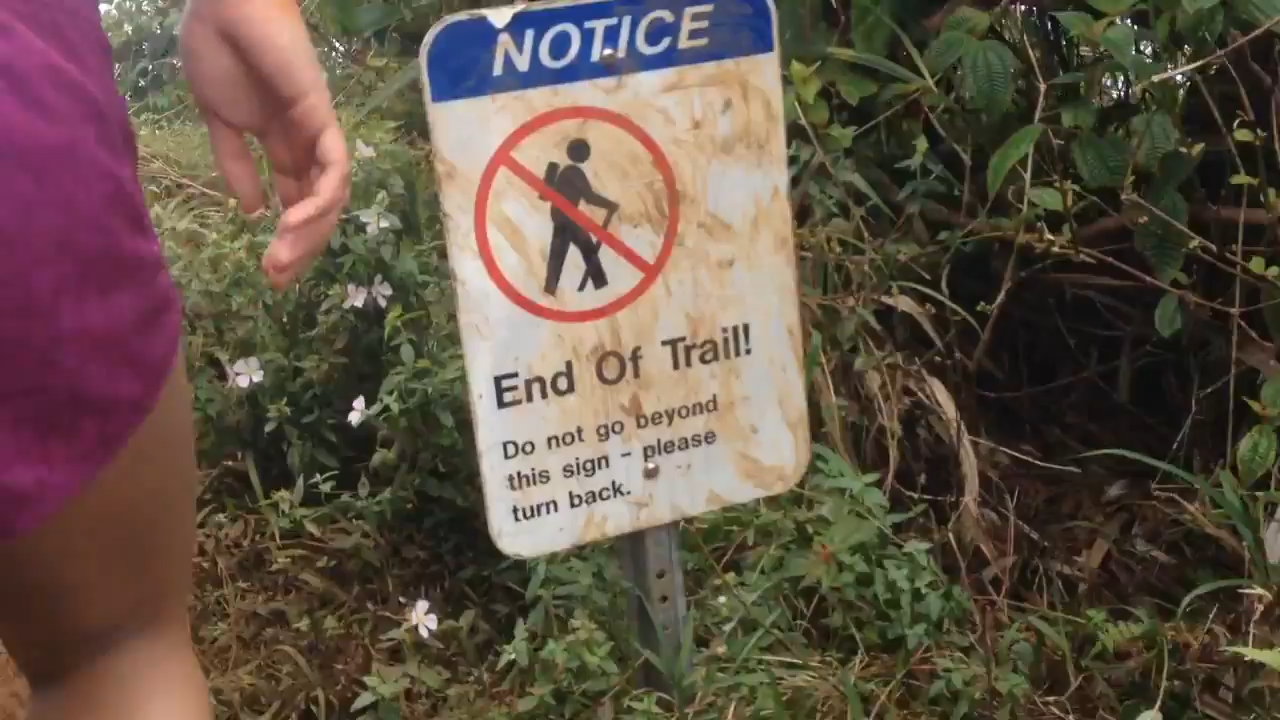 NOTICE
End Of Trail!
Do not go beyond
this sign - please
turn back.